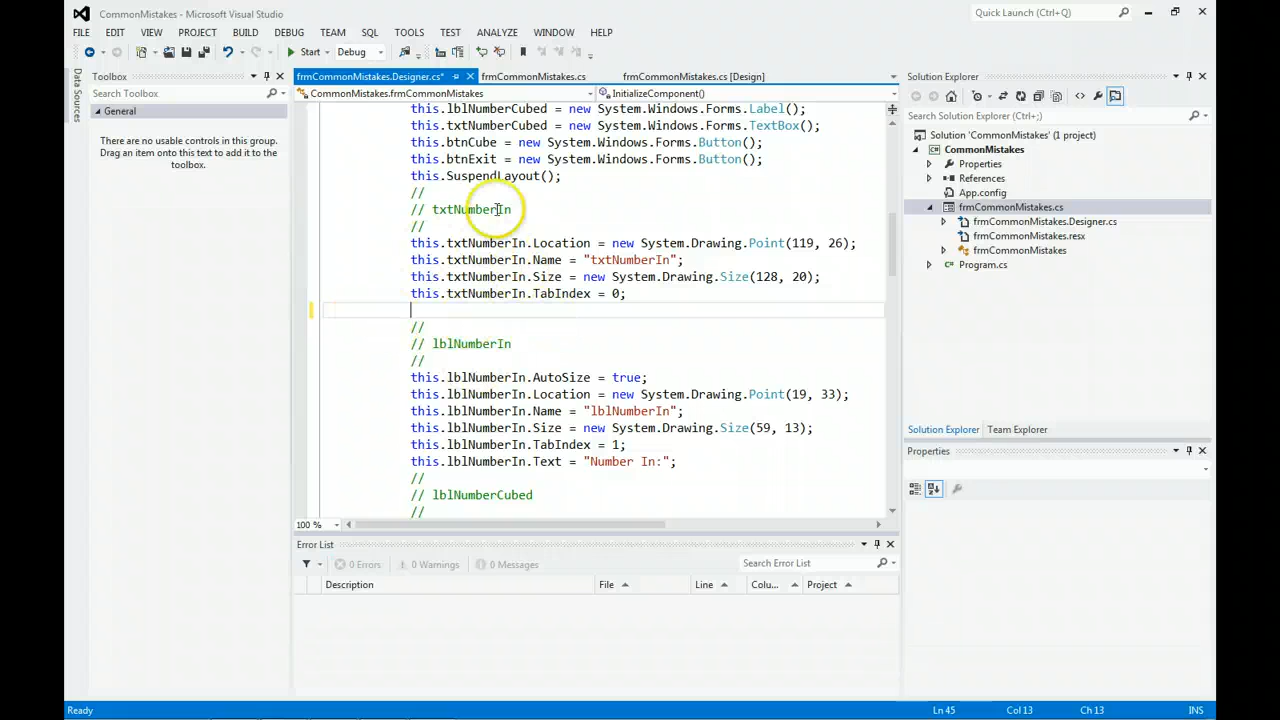 CommonMistakes - Microsoft Visual Studio
Quick Launch (Ctrl+Q)
FILE EDIT VIEW PROJECT BUILD DEBUG TEAM SQL TOOLS TEST ANALYZE WINDOW HELP
Start Debug
Data Sources
Toolbox
Search Toolbox
General
There are no usable controls in this group.
Drag an item onto this text to add it to the
toolbox.
frmCommonMistakes.Designer.cs* frmCommonMistakes.cs frmCommonMistakes.cs [Design]
CommonMistakes.frmCommonMistakes InitializeComponent()
this.lblNumberCubed = new System.Windows.Forms.Label();
this.txtNumberCubed = new System.Windows.Forms.TextBox();
this.btnCube = new System.Windows.Forms.Button();
this.btnExit = new System.Windows.Forms.Button();
this.SuspendLayout();
//
// txtNumberIn
//
this.txtNumberIn.Location = new System.Drawing.Point(119, 26);
this.txtNumberIn.Name = "txtNumberIn";
this.txtNumberIn.Size = new System.Drawing.Size(128, 20);
this.txtNumberIn.TabIndex = 0;
//
// lblNumberIn
//
this.lblNumberIn.AutoSize = true;
this.lblNumberIn.Location = new System.Drawing.Point(19, 33);
this.lblNumberIn.Name = "lblNumberIn";
this.lblNumberIn.Size = new System.Drawing.Size(59, 13);
this.lblNumberIn.TabIndex = 1;
this.lblNumberIn.Text = "Number In:";
//
// lblNumberCubed
//
100 %
Error List
0 Errors 0 Warnings 0 Messages
Search Error List
Description File Line Colu... Project
Solution Explorer
Search Solution Explorer (Ctrl+;)
Solution 'CommonMistakes' (1 project)
CommonMistakes
Properties
References
App.config
frmCommonMistakes.cs
frmCommonMistakes.Designer.cs
frmCommonMistakes.resx
frmCommonMistakes
Program.cs
Solution Explorer Team Explorer
Properties
Ready Ln 45 Col 13 Ch 13 INS